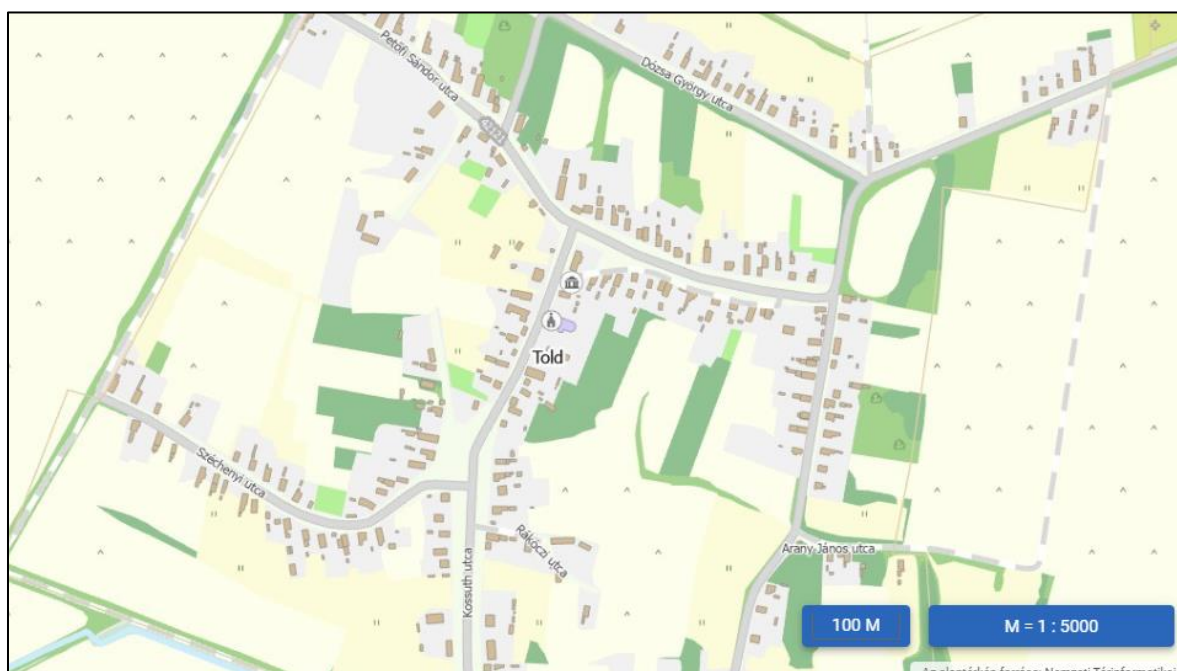 Petőfi Sándor utca
Dózsa György utca
Told
Széchenyi utca
Rákóczi utca
Kossuth utca
Arany János utca
100 M
M = 1 : 5000